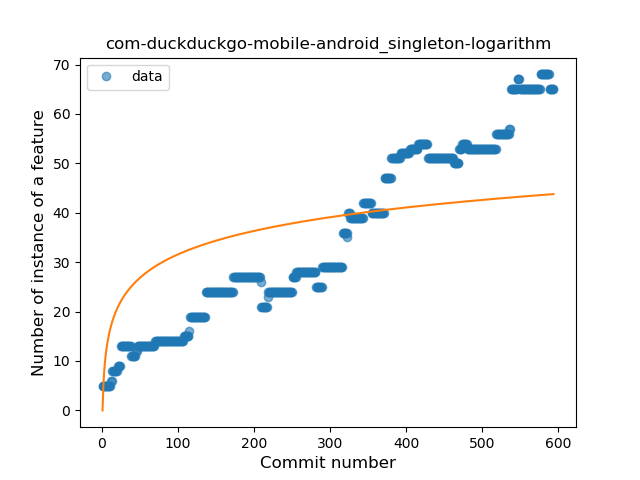 com-duckduckgo-mobile-android_singleton-logarithm
data
Number of instance of a feature
70
60
50
40
30
20
10
0
0 100 200 300 400 500 600
Commit number